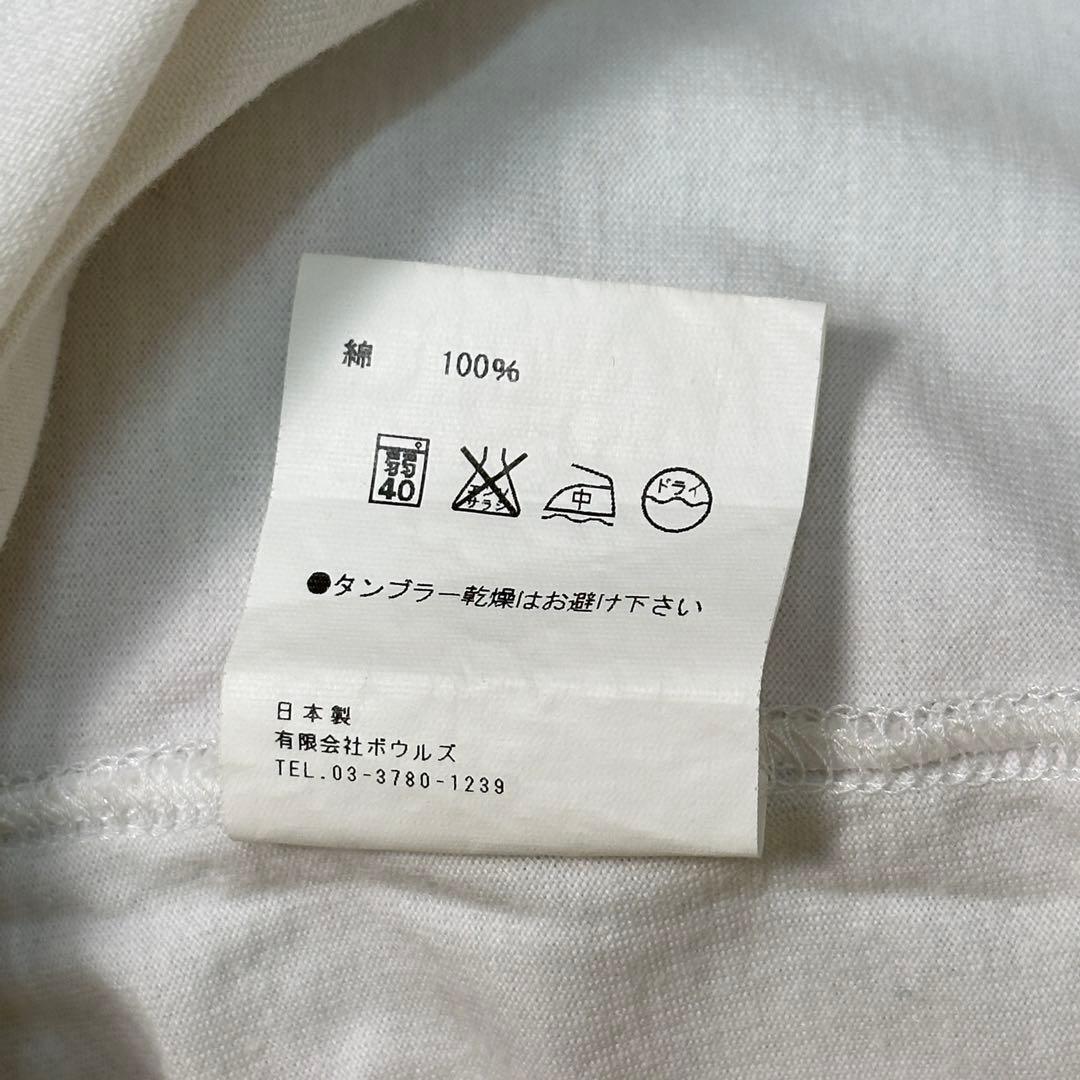 綿 100%
弱 40 エンソ サラシ 中 ドライ
●タンブラー乾燥はお避け下さい
日本製
有限会社ボウルズ
TEL.03-3780-1239